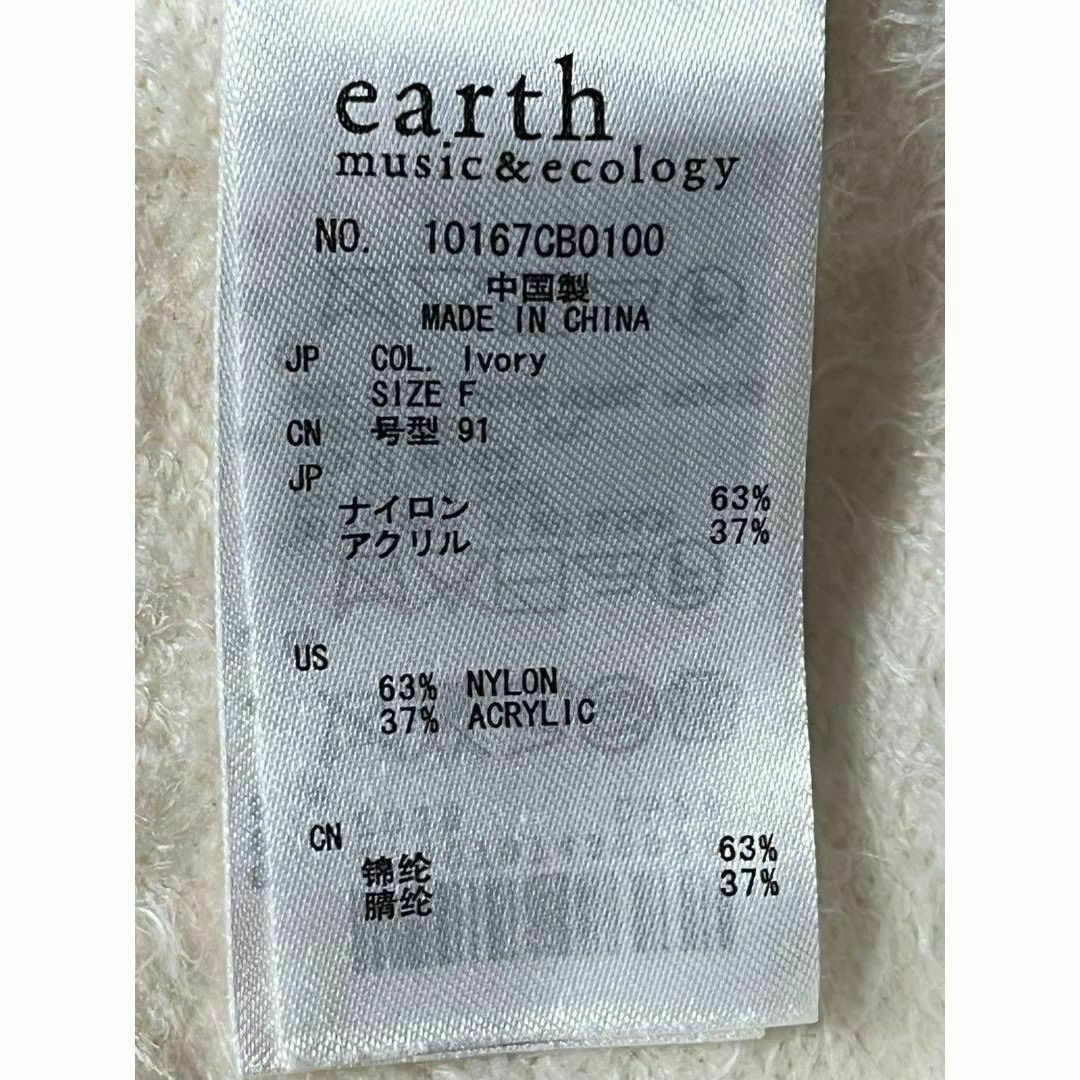 earth
music & ecology
NO. 10167CB0100
中国製
MADE IN CHINA
JP COL. Ivory
SIZE F
CN 号型 91
JP
ナイロン 63%
アクリル 37%
US
63% NYLON
37% ACRYLIC
CN
锦纶 63%
腈纶 37%